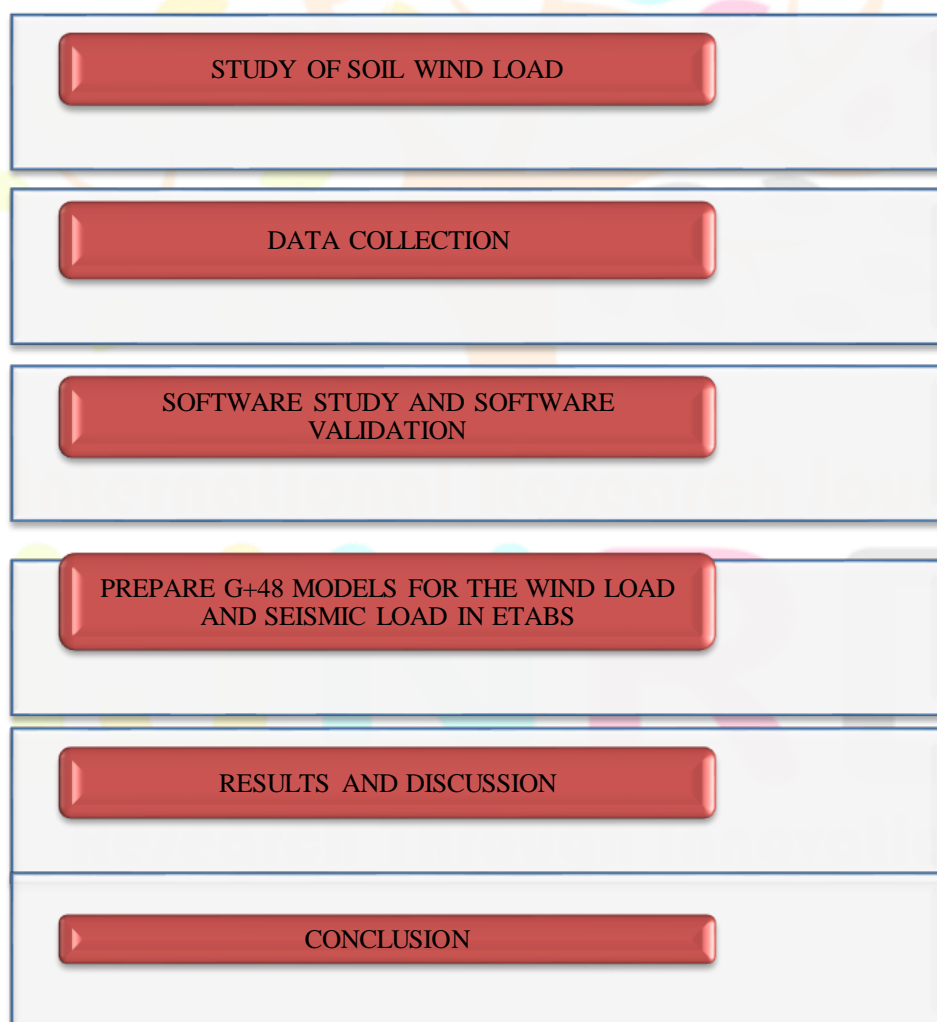 STUDY OF SOIL WIND LOAD
DATA COLLECTION
SOFTWARE STUDY AND SOFTWARE
VALIDATION
PREPARE G+48 MODELS FOR THE WIND LOAD
AND SEISMIC LOAD IN ETABS
RESULTS AND DISCUSSION
CONCLUSION